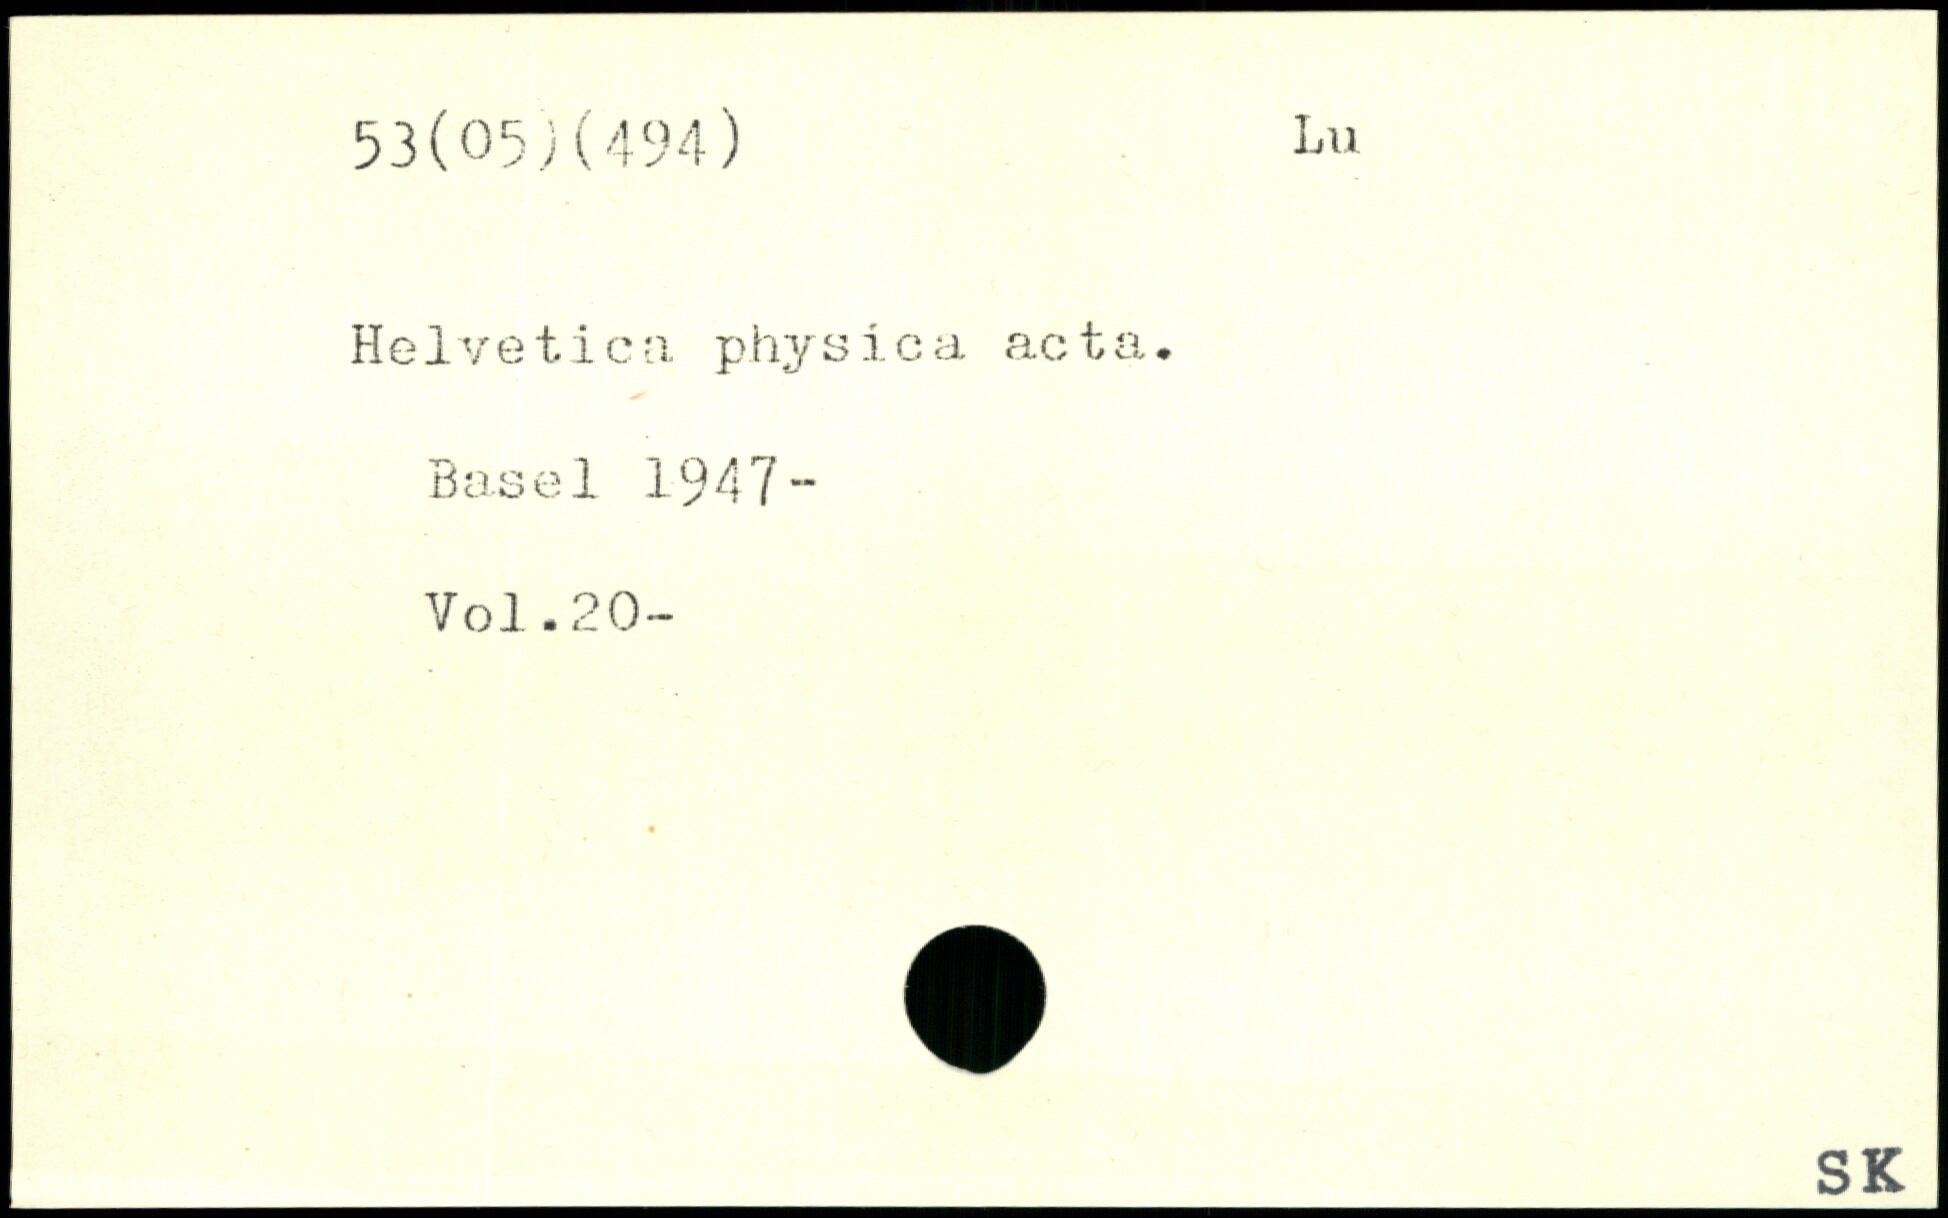 53(05)(494) Lu
Helvetica physica acta.
Basel 1947-
Vol.20-
SK